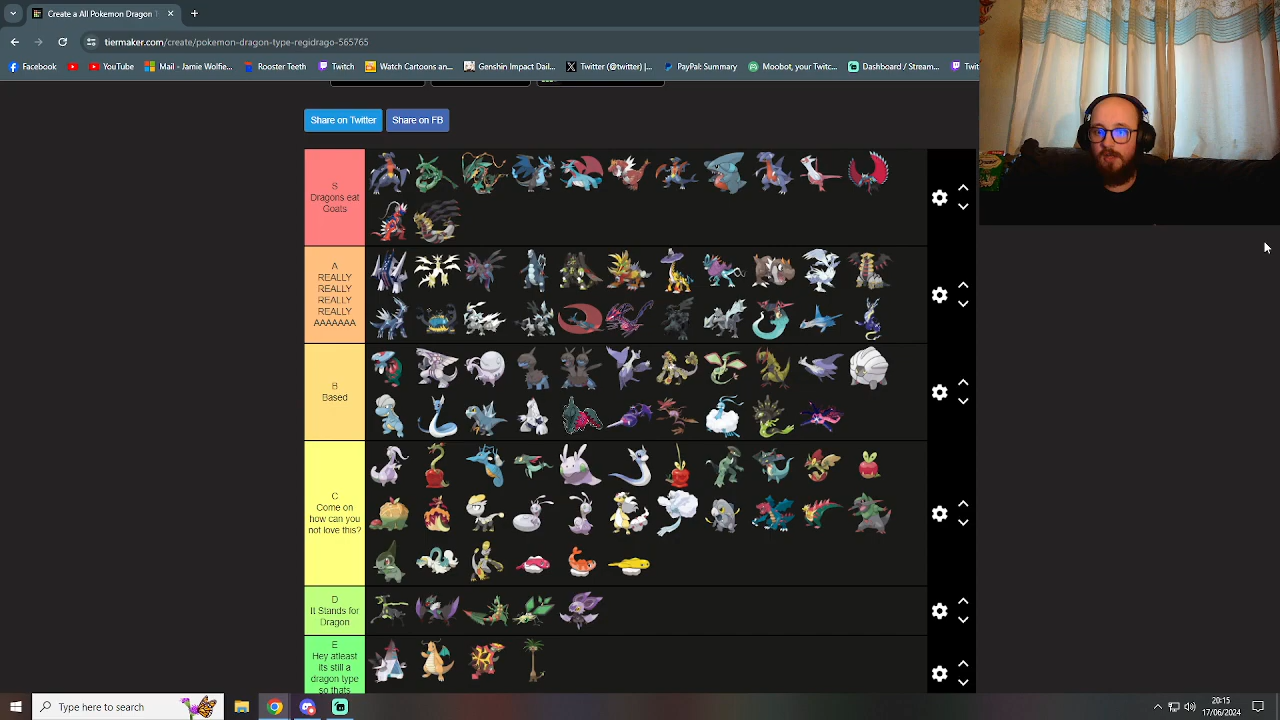 Create a All Pokemon Dragon T
tiermaker.com/create/pokemon-dragon-type-regidrago-565765
Facebook YouTube Mail - Jamie Wolfe... Rooster Teeth Twitch Watch Cartoons an... Genshin Impact Dail... Twitter (@twitter) |... PayPal: Summary Mobpot, your Twitc... Dashboard / Stream... Twitc
Share on Twitter Share on FB
S
Dragons eat
Goats
A
REALLY
REALLY
REALLY
REALLY
AAAAAAA
B
Based
C
Come on
how can you
not love this?
D
It Stands for
Dragon
E
Hey atleast
its still a
dragon type
so thats
Type here to search
20:15
17/06/2024